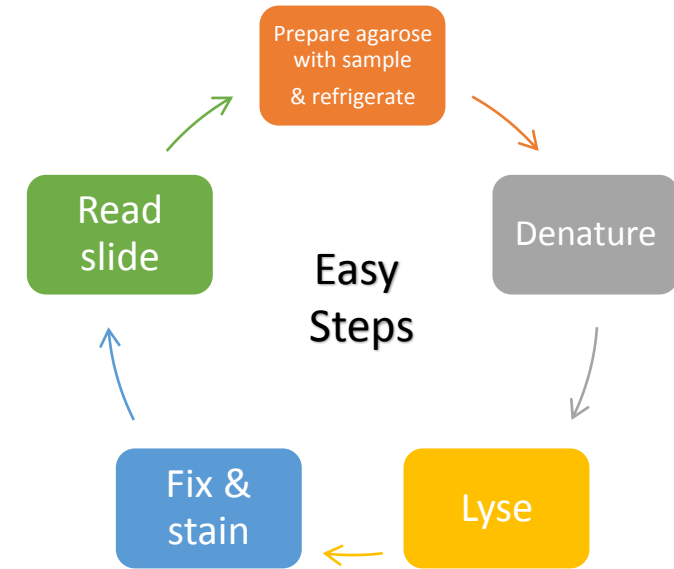 Prepare agarose
with sample
& refrigerate
Denature
Lyse
Fix &
stain
Read
slide
Easy
Steps